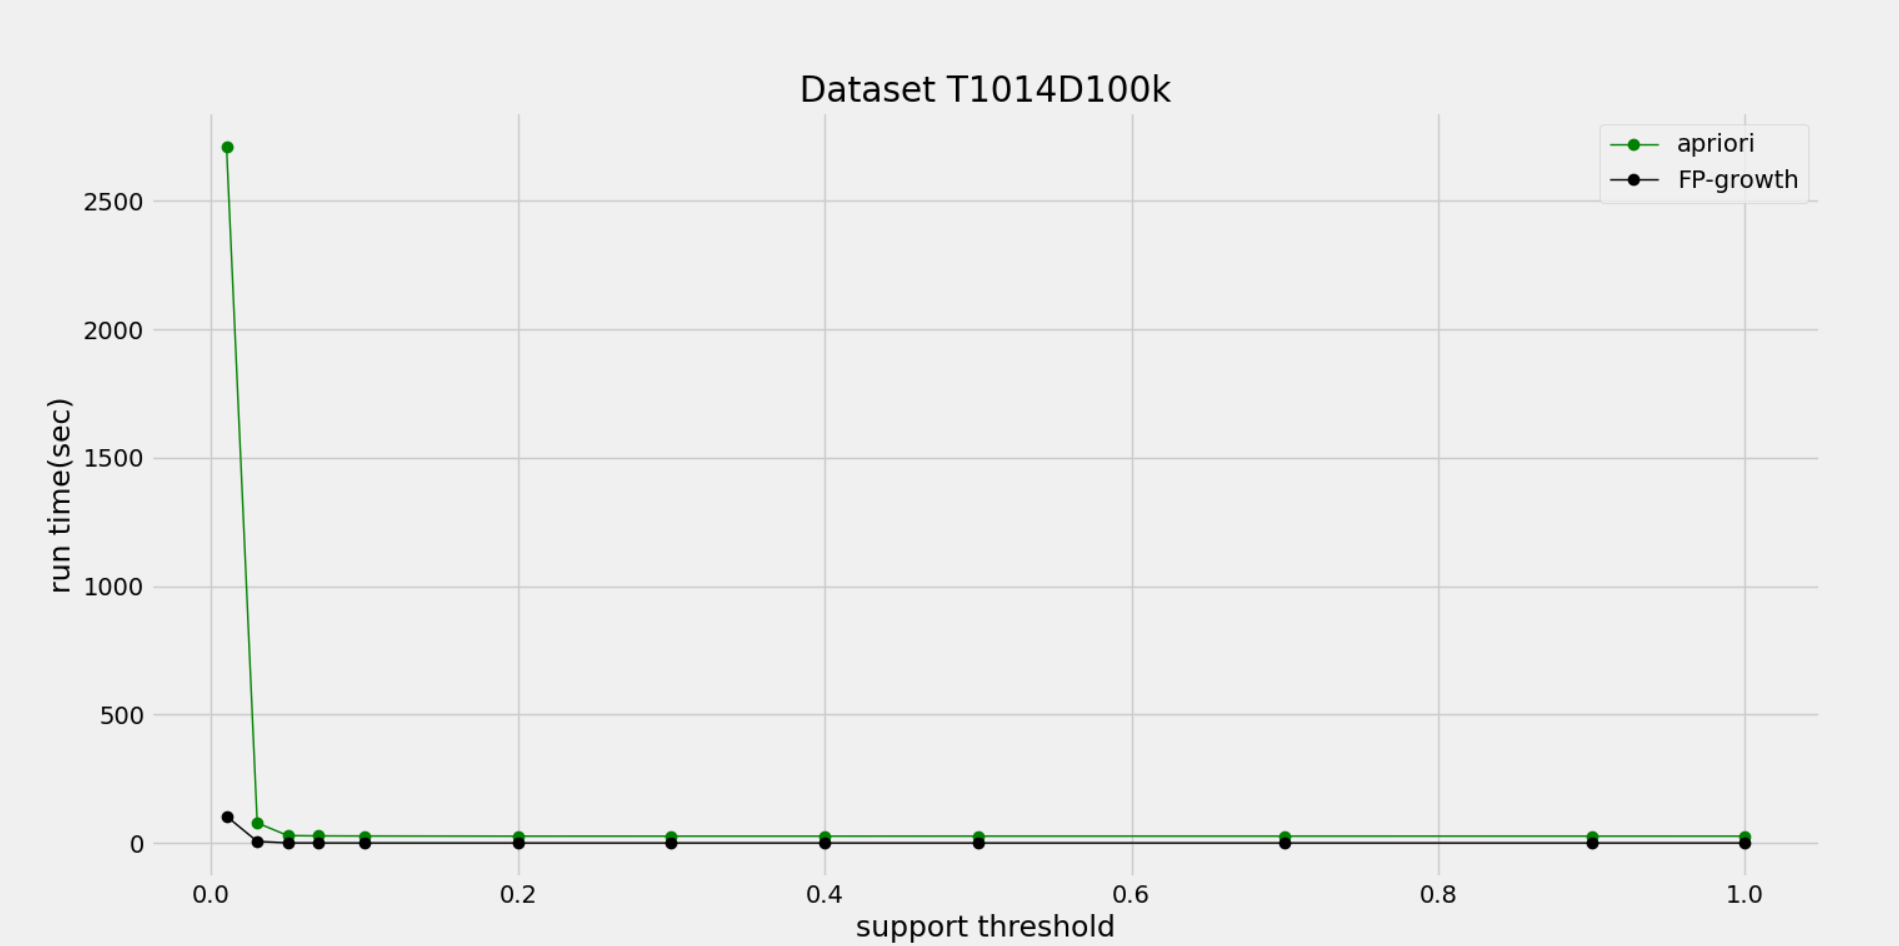 Dataset T1014D100k
apriori
FP-growth
2500
2000
1500
1000
500
0
run time(sec)
0.0 0.2 0.4 0.6 0.8 1.0
support threshold